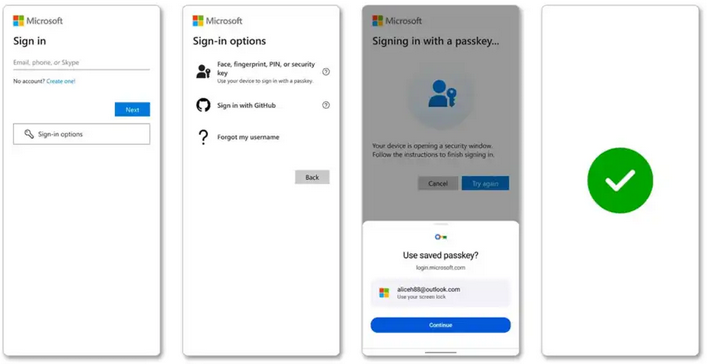 Microsoft
Sign in
Email, phone, or Skype
No account? Create one!
Next
Sign-in options
Microsoft
Sign-in options
Face, fingerprint, PIN, or security
key
Use your device to sign in with a passkey.
Sign in with GitHub
Forgot my username
Back
Microsoft
Signing in with a passkey...
Your device is opening a security window.
Follow the instructions to finish signing in.
Cancel
Try again
Use saved passkey?
login.microsoft.com
aliceh88@outlook.com
Use your screen lock
Continue